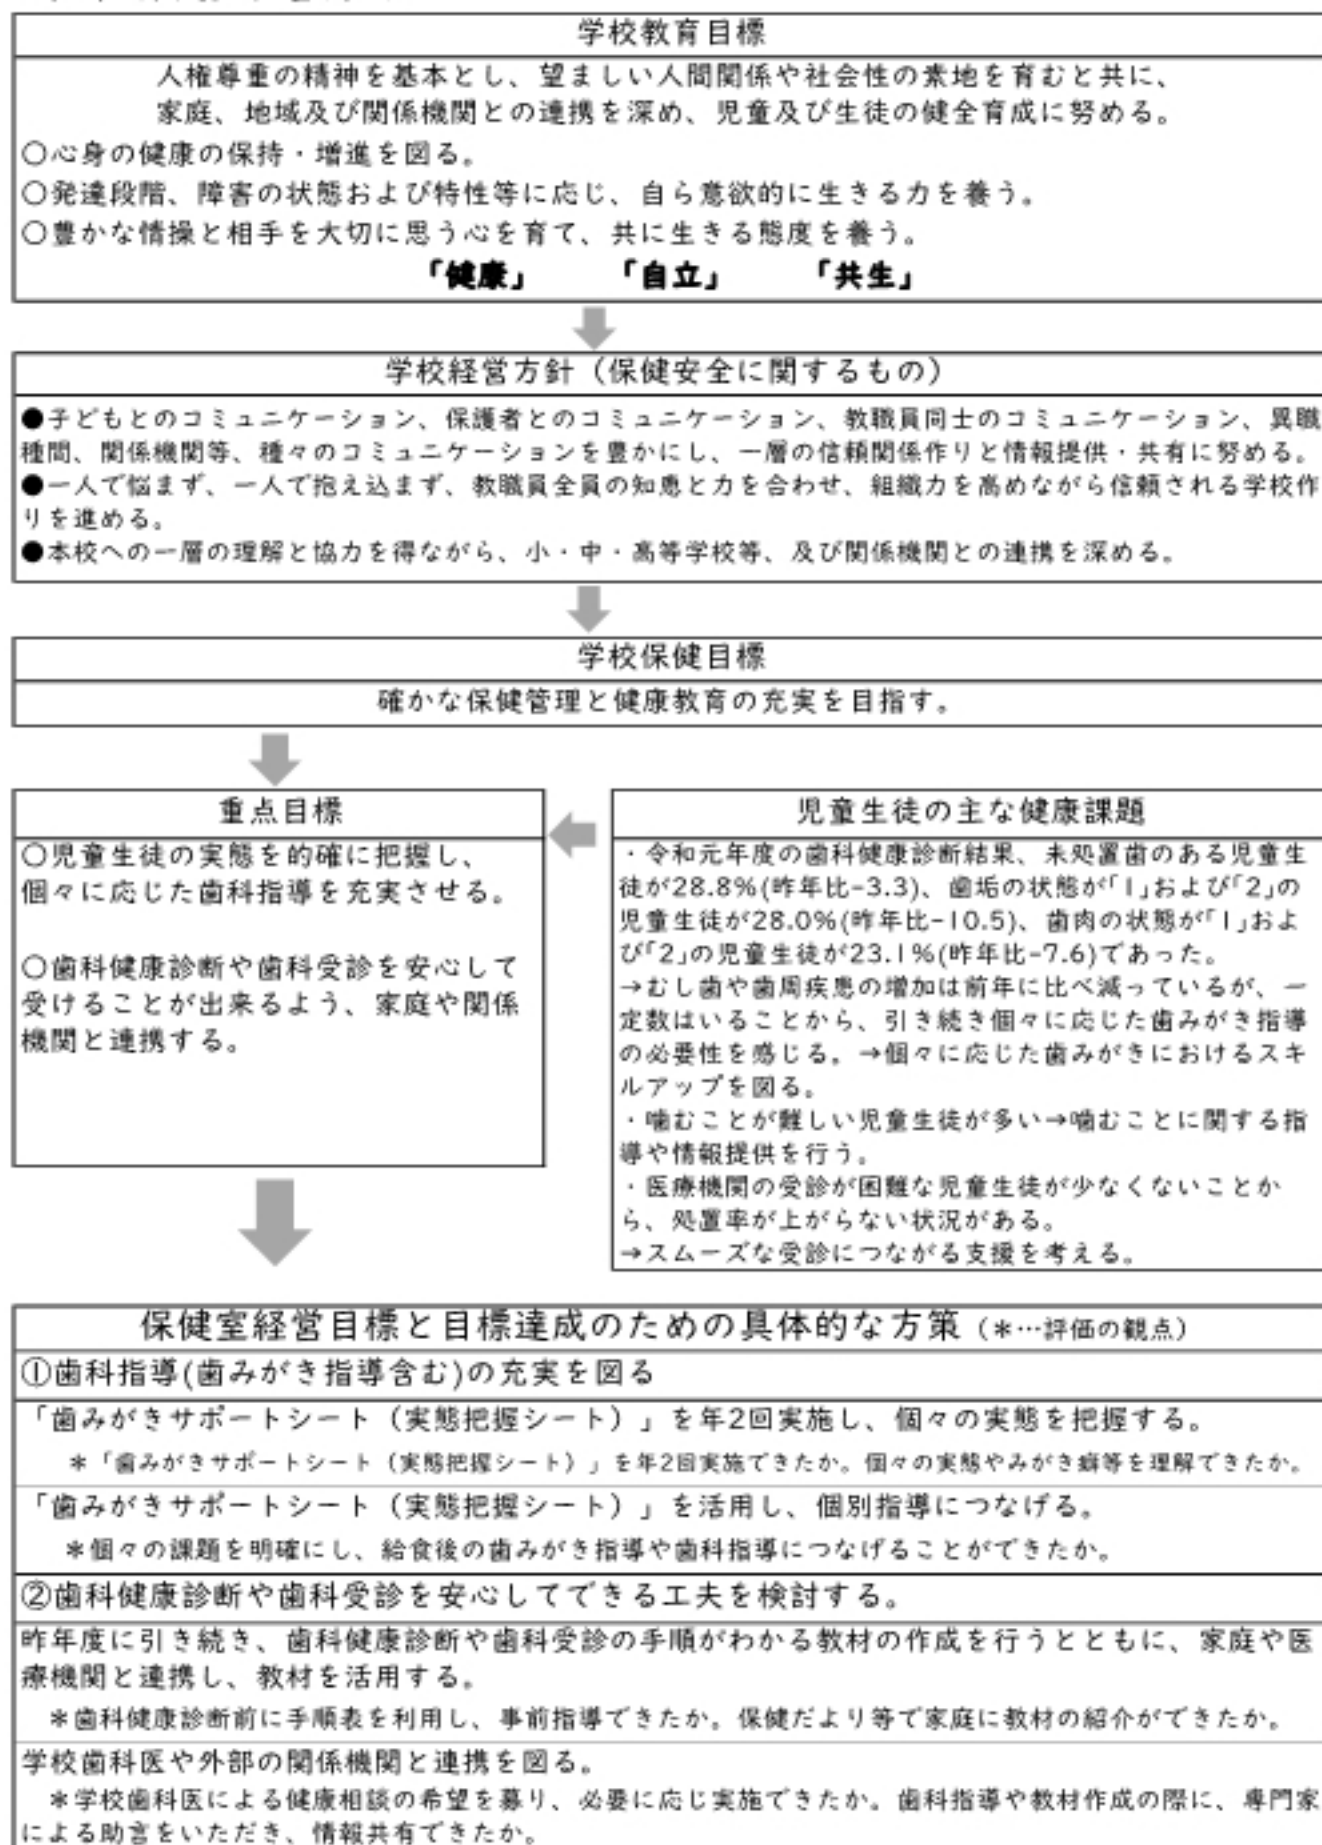 学校教育目標
人権尊重の精神を基本とし、望ましい人間関係や社会性の素地を育むと共に、
家庭、地域及び関係機関との連携を深め、児童及び生徒の健全育成に努める。
○心身の健康の保持・増進を図る。
○発達段階、障害の状態および特性等に応じ、自ら意欲的に生きる力を養う。
○豊かな情操と相手を大切に思う心を育て、共に生きる態度を養う。
「健康」　「自立」　「共生」
学校経営方針（保健安全に関するもの）
●子どもとのコミュニケーション、保護者とのコミュニケーション、教職員同士のコミュニケーション、異職
種間、関係機関等、種々のコミュニケーションを豊かにし、一層の信頼関係作りと情報提供・共有に努める。
●一人で悩まず、一人で抱え込まず、教職員全員の知恵と力を合わせ、組織力を高めながら信頼される学校作
りを進める。
●本校への一層の理解と協力を得ながら、小・中・高等学校等、及び関係機関との連携を深める。
学校保健目標
確かな保健管理と健康教育の充実を目指す。
重点目標
○児童生徒の実態を的確に把握し、
個々に応じた歯科指導を充実させる。
○歯科健康診断や歯科受診を安心して
受けることが出来るよう、家庭や関係
機関と連携する。
児童生徒の主な健康課題
・令和元年度の歯科健康診断結果、未処置歯のある児童生
徒が28.8%(昨年比-3.3)、歯垢の状態が「1」および「2」の
児童生徒が28.0%(昨年比-10.5)、歯肉の状態が「1」およ
び「2」の児童生徒が23.1%(昨年比-7.6)であった。
→むし歯や歯周疾患の増加は前年に比べ減っているが、一
定数はいることから、引き続き個々に応じた歯みがき指導
の必要性を感じる。→個々に応じた歯みがきにおけるスキ
ルアップを図る。
・噛むことが難しい児童生徒が多い→噛むことに関する指
導や情報提供を行う。
・医療機関の受診が困難な児童生徒が少なくないことか
ら、処置率が上がらない状況がある。
→スムーズな受診につながる支援を考える。
保健室経営目標と目標達成のための具体的な方策（＊…評価の観点）
①歯科指導(歯みがき指導含む)の充実を図る
「歯みがきサポートシート（実態把握シート）」を年2回実施し、個々の実態を把握する。
＊「歯みがきサポートシート（実態把握シート）」を年2回実施できたか。個々の実態やみがき癖等を理解できたか。
「歯みがきサポートシート（実態把握シート）」を活用し、個別指導につなげる。
＊個々の課題を明確にし、給食後の歯みがき指導や歯科指導につなげることができたか。
②歯科健康診断や歯科受診を安心してできる工夫を検討する。
昨年度に引き続き、歯科健康診断や歯科受診の手順がわかる教材の作成を行うとともに、家庭や医
療機関と連携し、教材を活用する。
＊歯科健康診断前に手順表を利用し、事前指導できたか。保健だより等で家庭に教材の紹介ができたか。
学校歯科医や外部の関係機関と連携を図る。
＊学校歯科医による健康相談の希望を募り、必要に応じ実施できたか。歯科指導や教材作成の際に、専門家
による助言をいただき、情報共有できたか。